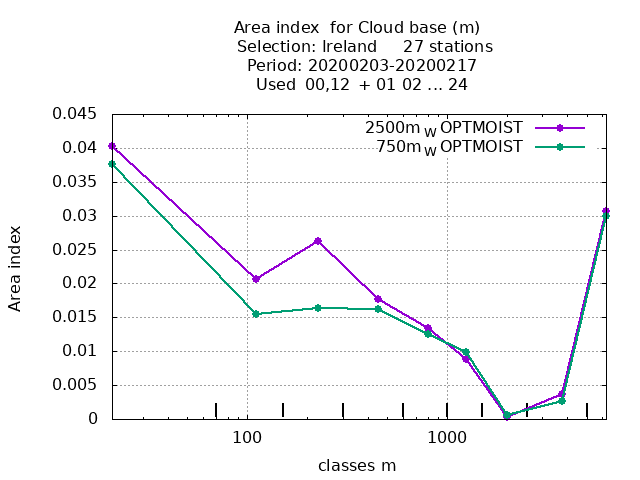 Area index  for Cloud base (m)
Selection: Ireland     27 stations
Period: 20200203-20200217
Used  00,12  + 01 02 ... 24
2500m W OPTMOIST
750m W OPTMOIST
0.045
0.04
0.035
0.03
0.025
0.02
0.015
0.01
0.005
0
Area index
100
1000
classes m